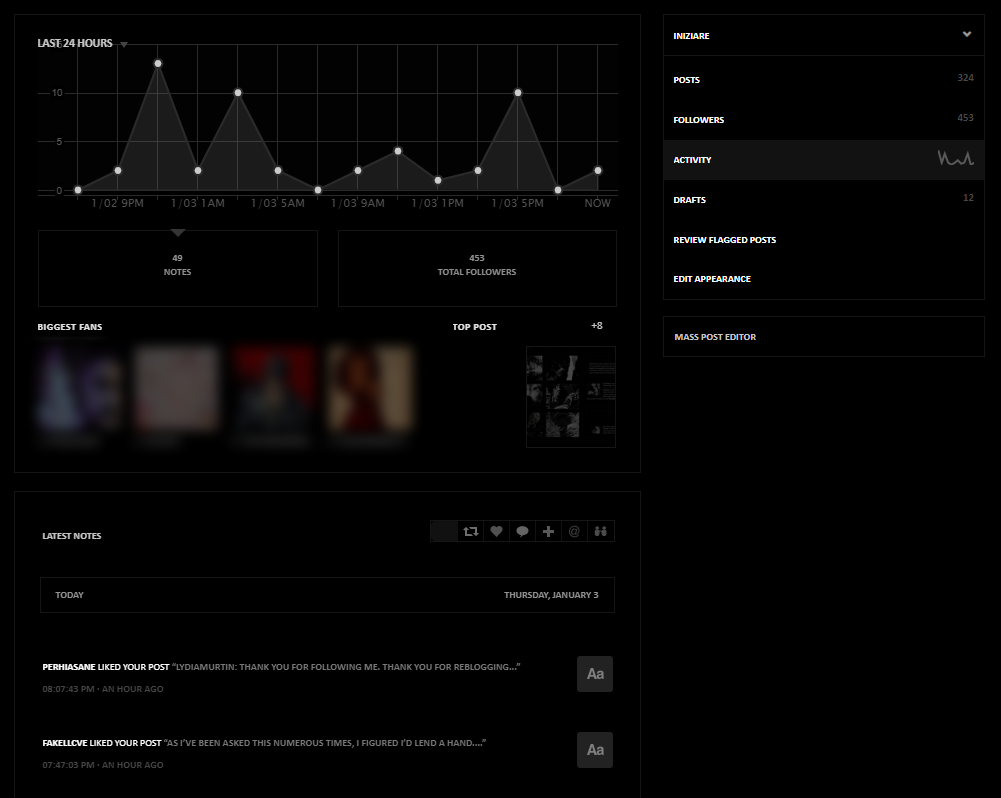 LAST 24 HOURS
15
10
5
0
1/02 9PM 1/03 1AM 1/03 5AM 1/03 9AM 1/03 1PM 1/03 5PM NOW
49
NOTES
453
TOTAL FOLLOWERS
BIGGEST FANS
TOP POST +8
LATEST NOTES
@
TODAY THURSDAY, JANUARY 3
PERHIASANE LIKED YOUR POST “LYDIAMURTIN: THANK YOU FOR FOLLOWING ME. THANK YOU FOR REBLOGGING...”
Aa
08:07:43 PM · AN HOUR AGO
FAKELLCVE LIKED YOUR POST “AS I’VE BEEN ASKED THIS NUMEROUS TIMES, I FIGURED I’D LEND A HAND....”
Aa
07:47:03 PM · AN HOUR AGO
INIZIARE
POSTS 324
FOLLOWERS 453
ACTIVITY
DRAFTS 12
REVIEW FLAGGED POSTS
EDIT APPEARANCE
MASS POST EDITOR